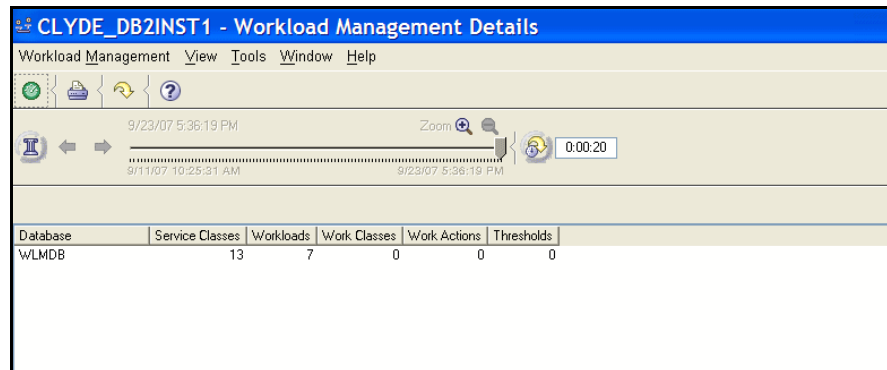 CLYDE_DB2INST1 - Workload Management Details
Workload Management View Tools Window Help
9/23/07 5:36:19 PM Zoom
0:00:20
9/11/07 10:25:31 AM 9/23/07 5:36:19 PM
Database Service Classes Workloads Work Classes Work Actions Thresholds
WLMDB 13 7 0 0 0